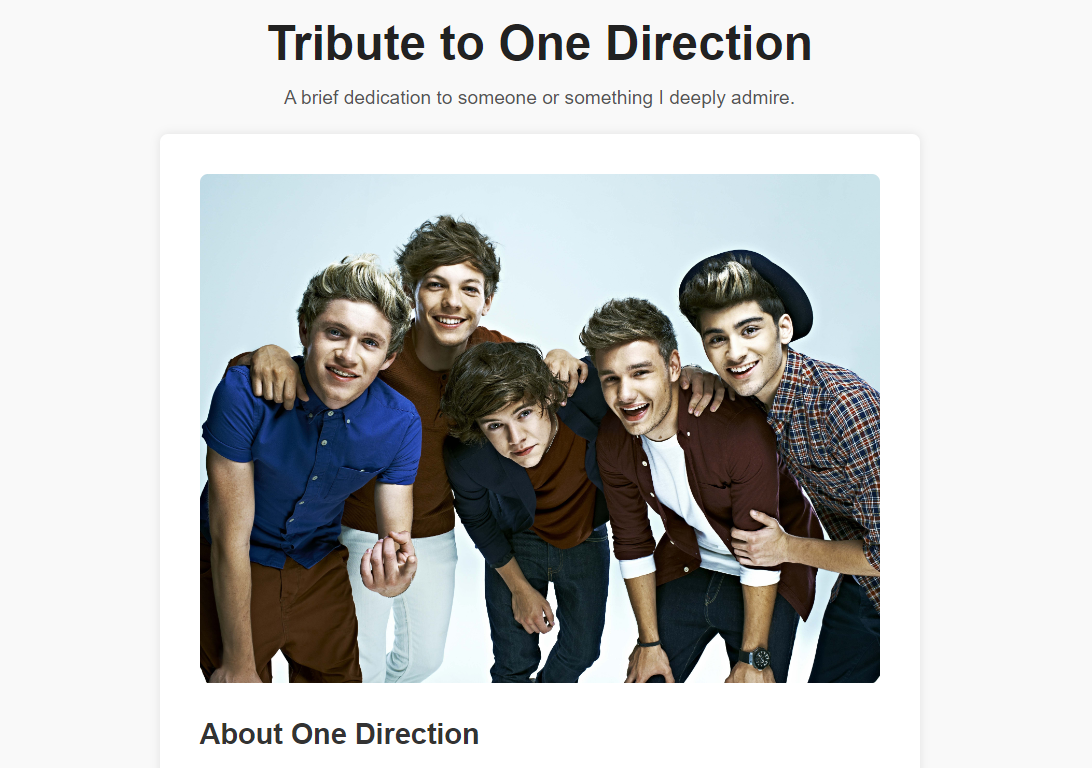 Tribute to One Direction
A brief dedication to someone or something I deeply admire.
About One Direction